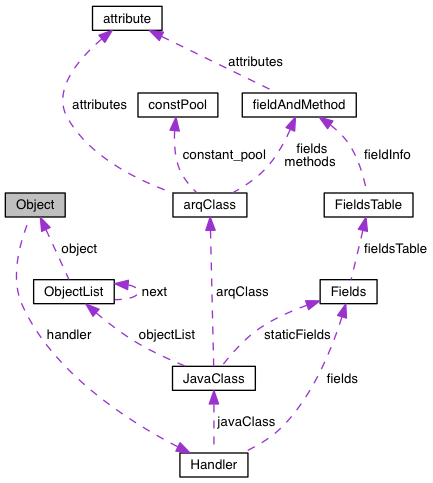 attribute
attributes
attributes
constPool
fieldAndMethod
constant_pool
fields
methods
fieldInfo
Object
arqClass
FieldsTable
object
fieldsTable
ObjectList
next
arqClass
Fields
handler
objectList
staticFields
JavaClass
fields
javaClass
Handler